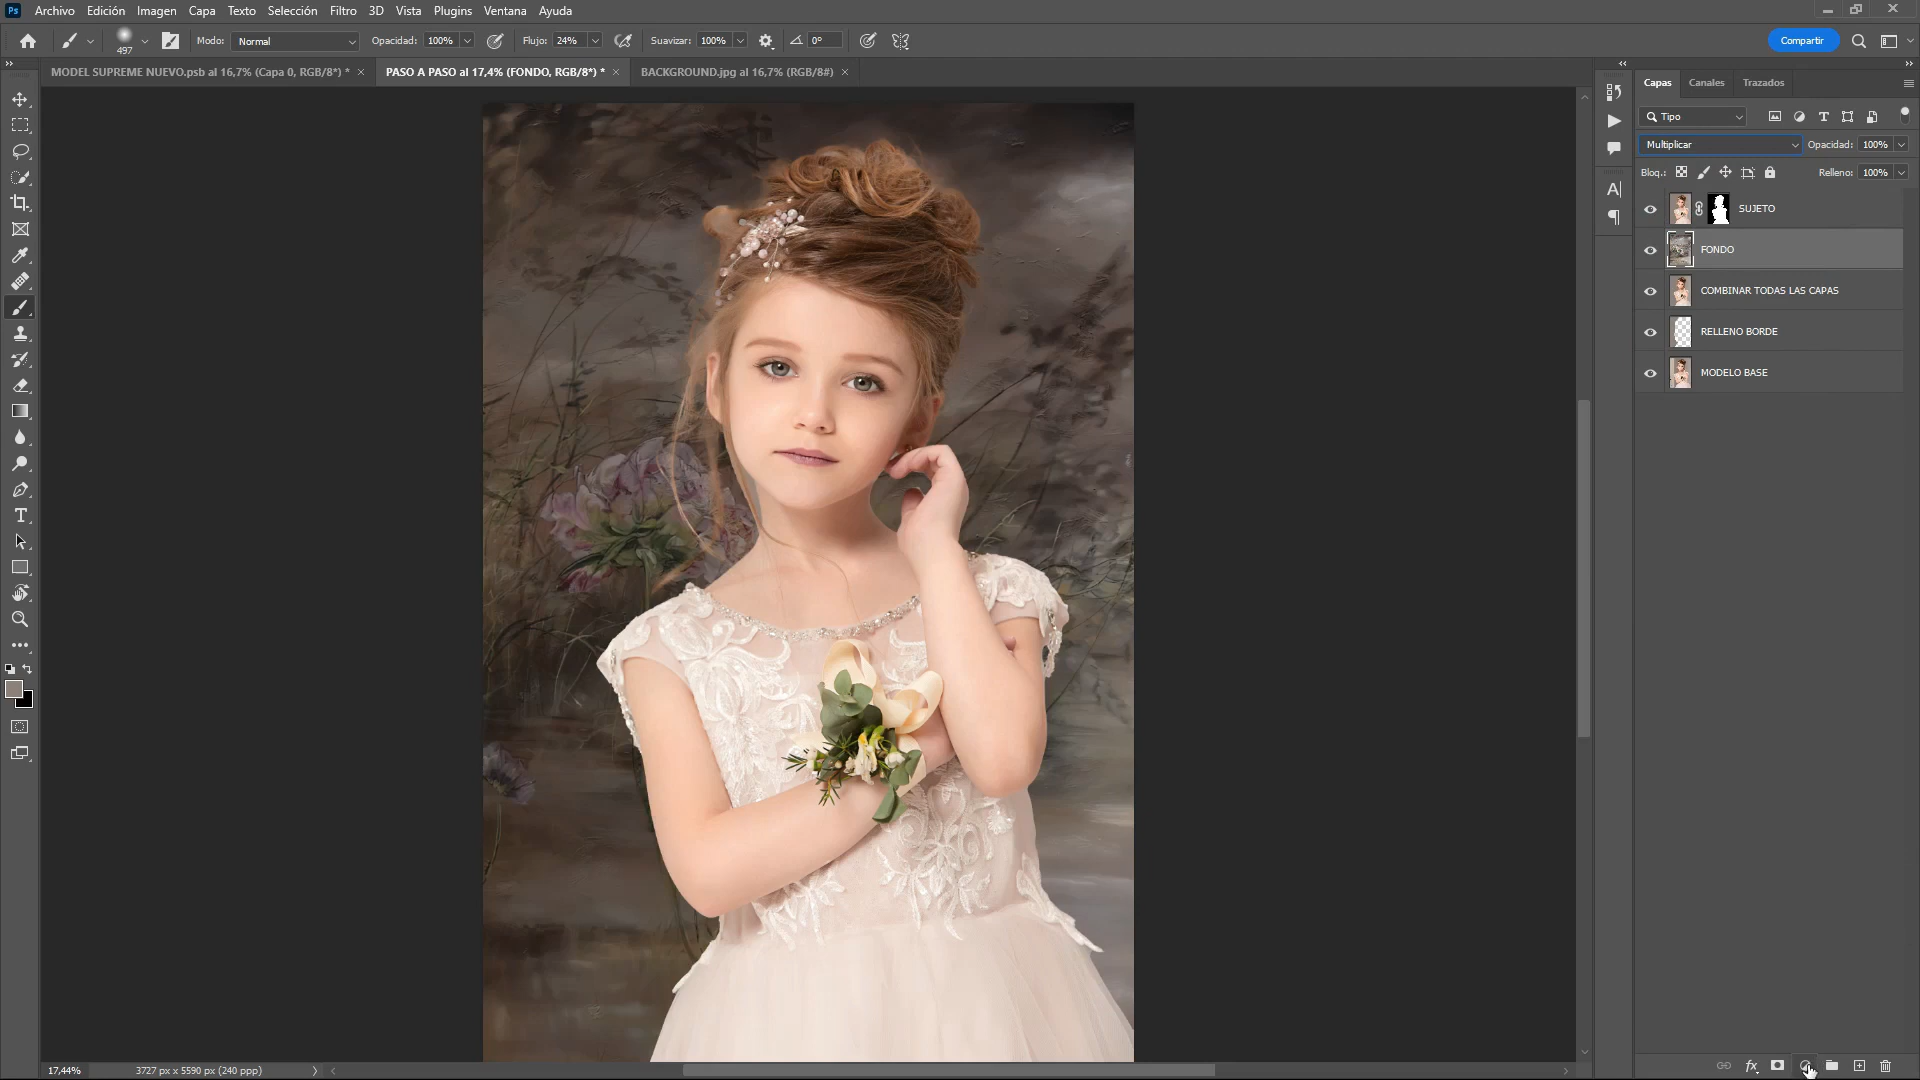 Ps Archivo Edición Imagen Capa Texto Selección Filtro 3D Vista Plugins Ventana Ayuda
497 Modo: Normal Opacidad: 100% Flujo: 24% Suavizar: 100% 0° Compartir
MODEL SUPREME NUEVO.psb al 16,7% (Capa 0, RGB/8*) * × PASO A PASO al 17,4% (FONDO, RGB/8*) * × BACKGROUND.jpg al 16,7% (RGB/8#) ×
Capas Canales Trazados
Tipo
Multiplicar Opacidad: 100%
Bloq.: Relleno: 100%
SUJETO
FONDO
COMBINAR TODAS LAS CAPAS
RELLENO BORDE
MODELO BASE
17,44% 3727 px x 5590 px (240 ppp)